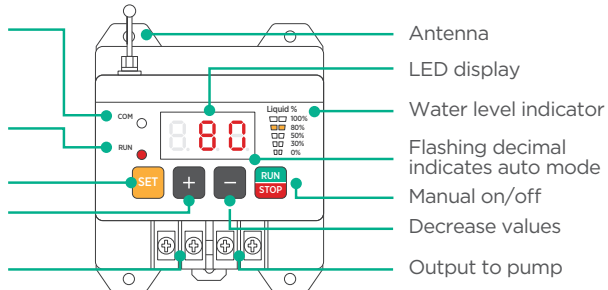 Antenna
LED display
COM
8.80
Liquid %
100%
80%
50%
30%
0%
Water level indicator
RUN
Flashing decimal
indicates auto mode
SET
+
−
RUN
STOP
Manual on/off
Decrease values
Output to pump